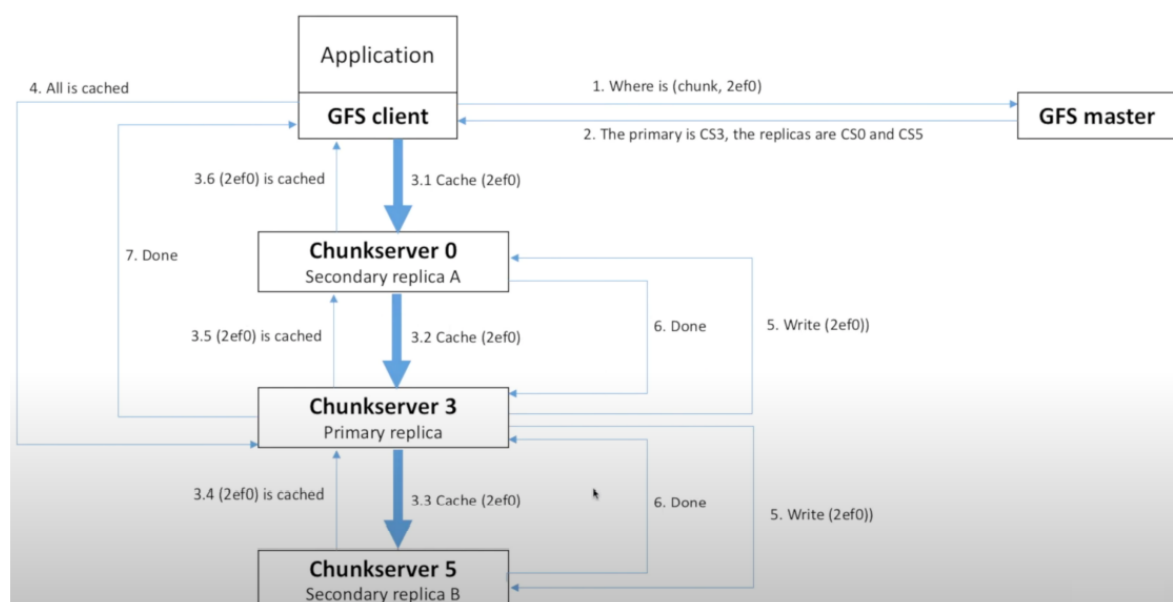 Application
4. All is cached
1. Where is (chunk, 2ef0)
GFS client
GFS master
2. The primary is CS3, the replicas are CS0 and CS5
3.6 (2ef0) is cached
3.1 Cache (2ef0)
7. Done
Chunkserver 0
Secondary replica A
3.5 (2ef0) is cached
3.2 Cache (2ef0)
6. Done
5. Write (2ef0))
Chunkserver 3
Primary replica
3.4 (2ef0) is cached
3.3 Cache (2ef0)
6. Done
5. Write (2ef0))
Chunkserver 5
Secondary replica B